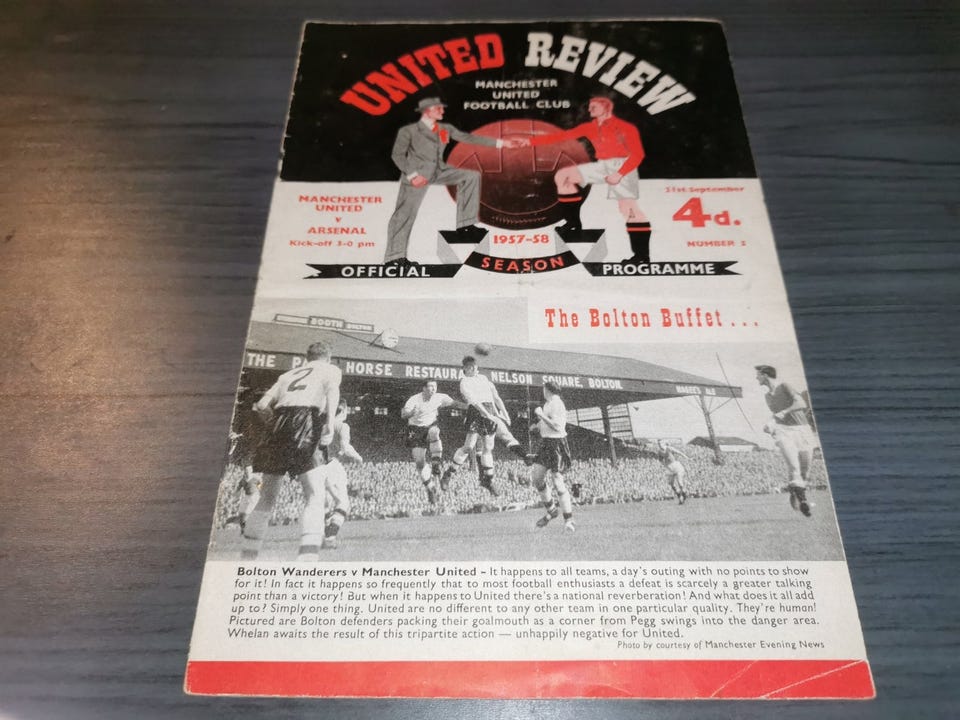 UNITED REVIEW
MANCHESTER
UNITED
FOOTBALL CLUB
MANCHESTER
UNITED
v
ARSENAL
Kick-off 3-0 pm
21st September
4d.
NUMBER
1957-58
OFFICIAL SEASON PROGRAMME
The Bolton Buffet...
BOOTH BOLTON
THE HORSE RESTAURA NELSON SQUARE, BOLTON.
MAGEE'S ALE
2
Bolton Wanderers v Manchester United - It happens to all teams, a day's outing with no points to show
for it! In fact it happens so frequently that to most football enthusiasts a defeat is scarcely a greater talking
point than a victory! But when it happens to United there's a national reverberation! And what does it all add
up to? Simply one thing. United are no different to any other team in one particular quality. They're human!
Pictured are Bolton defenders packing their goalmouth as a corner from Pegg swings into the danger area.
Whelan awaits the result of this tripartite action — unhappily negative for United.
Photo by courtesy of Manchester Evening News